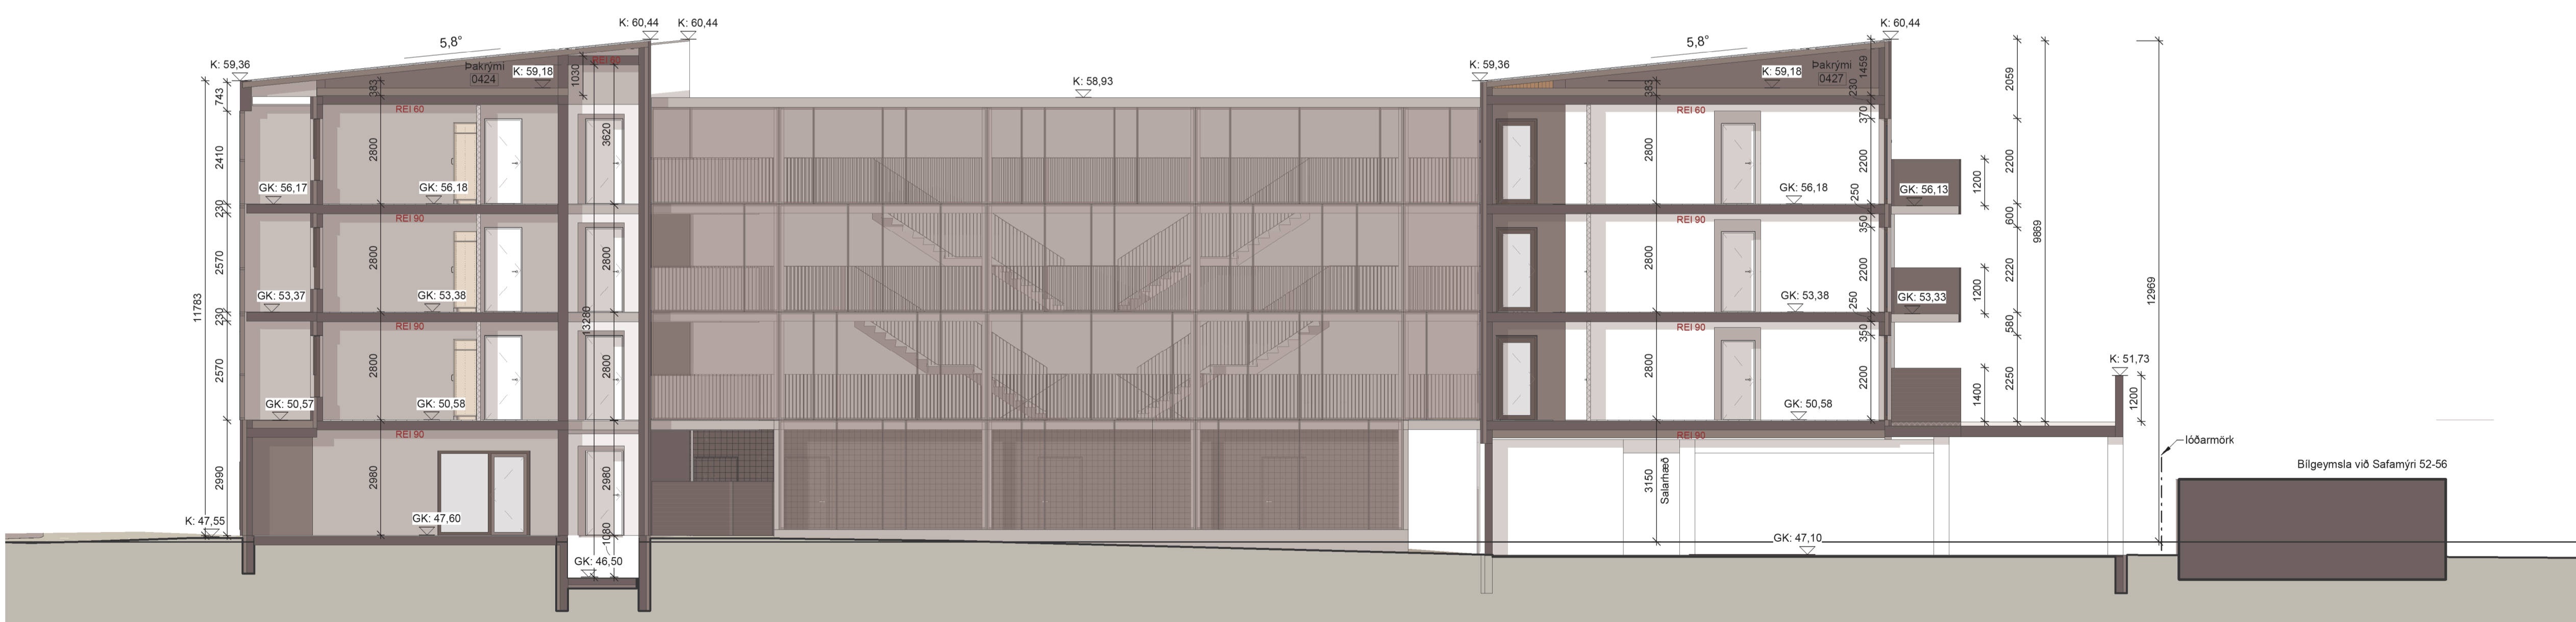 K: 60,44
K: 60,44
5,8°
K: 59,36
Þakrými
0424
K: 59,18
1030
REI 60
743
383
REI 60
K: 58,93
K: 59,36
5,8°
K: 60,44
Þakrými
0427
K: 59,18
1459
383
230
370
REI 60
2059
2410
2800
3620
2800
2200
2200
GK: 56,17
GK: 56,18
GK: 56,18
250
GK: 56,13
1200
230
REI 90
REI 90
350
600
9869
12969
2570
2800
2800
2800
2200
2220
11783
GK: 53,37
GK: 53,38
GK: 53,38
250
GK: 53,33
1200
230
REI 90
13280
REI 90
350
580
2570
2800
2800
2800
2200
2250
K: 51,73
GK: 50,57
GK: 50,58
GK: 50,58
1400
1200
REI 90
REI 90
lóðarmörk
2990
2980
2980
3150
Salarhæð
Bílgeymsla við Safamýri 52-56
K: 47,55
GK: 47,60
1080
GK: 46,50
GK: 47,10